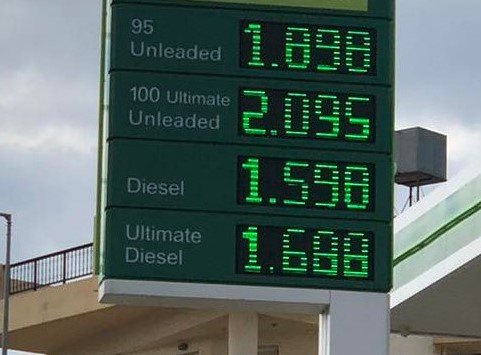 95
Unleaded 1.898
100 Ultimate
Unleaded 2.095
Diesel 1.598
Ultimate
Diesel 1.688